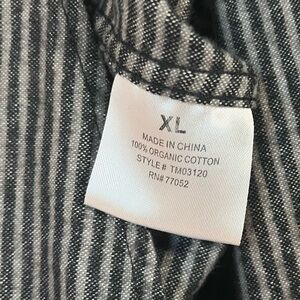 XL
MADE IN CHINA
100% ORGANIC COTTON
STYLE # TM03120
RN# 77052